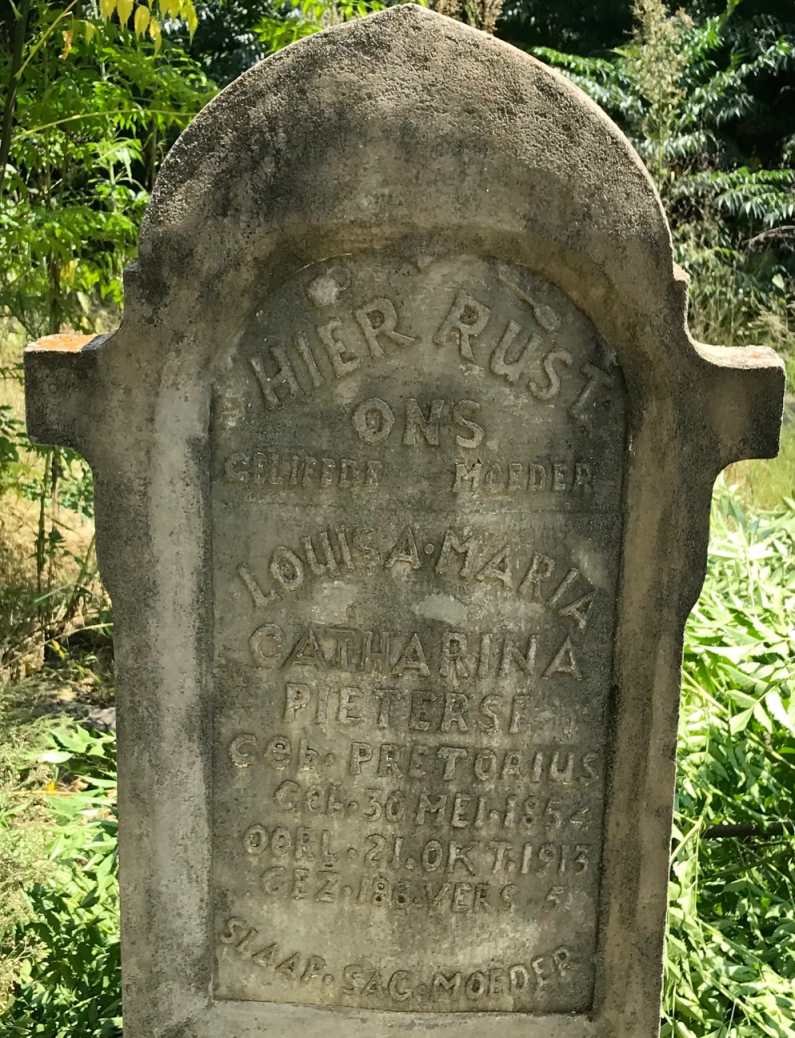 HIER RUST
ONS
GELIEFDE MOEDER
LOUISA·MARIA
CATHARINA
PIETERSE
Geb. PRETORIUS
Geb. 30 MEI. 1854
OORL. 21. OKT. 1913
GEZ. 186. VERS 5
SLAAP. SAG. MOEDER